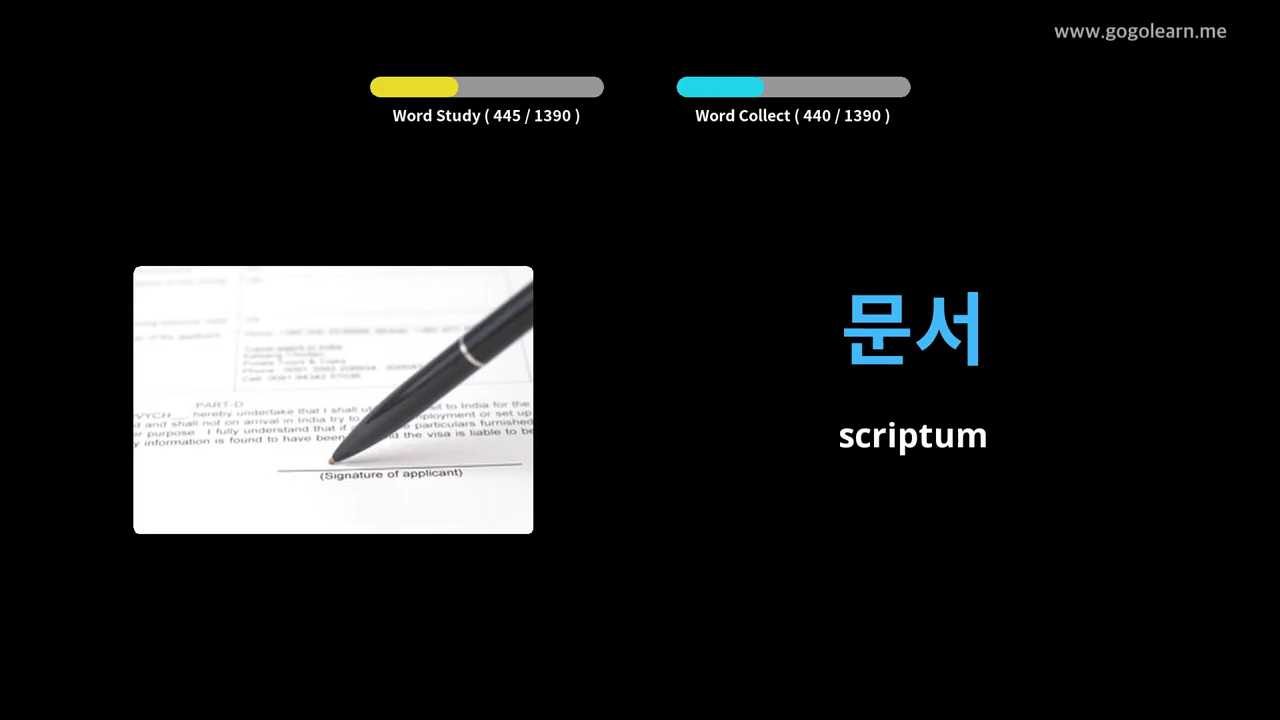 www.gogolearn.me
Word Study ( 445 / 1390 )
Word Collect ( 440 / 1390 )
문서
scriptum
PART-D
hereby undertake that I shall to India for the
and shall not on arrival in India try to employment or set up
purpose. I fully understand that if particulars furnished
information is found to have been the visa is liable to be
(Signature of applicant)